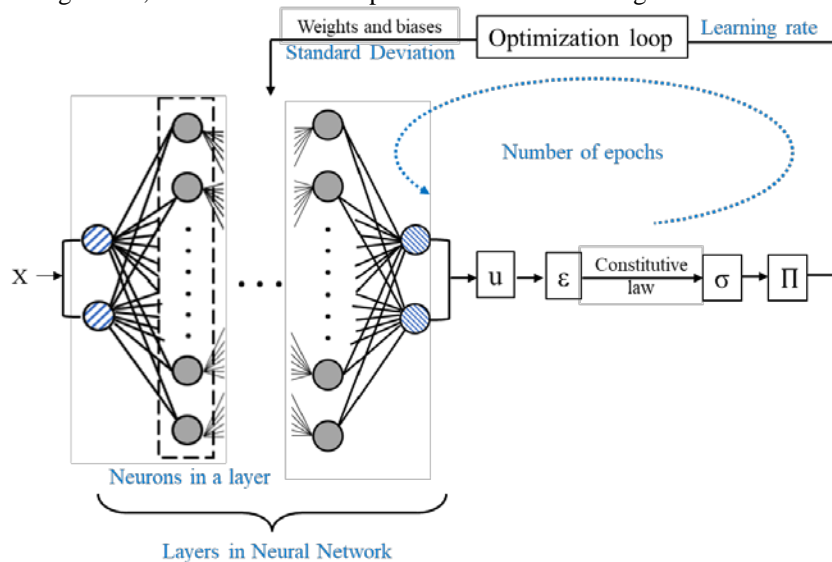 Weights and biases
Standard Deviation
Optimization loop
Learning rate
Number of epochs
X
u
ε
Constitutive
law
σ
Π
Neurons in a layer
Layers in Neural Network